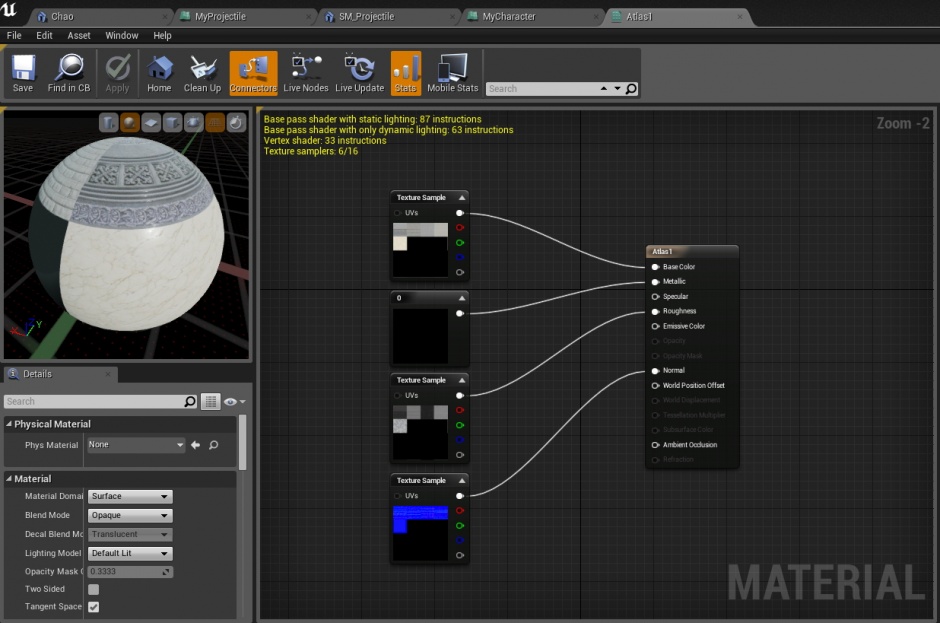 Chao
MyProjectile
SM_Projectile
MyCharacter
Atlas1
File Edit Asset Window Help
Save
Find in CB
Apply
Home
Clean Up
Connectors
Live Nodes
Live Update
Stats
Mobile Stats
Search
Base pass shader with static lighting: 87 instructions
Base pass shader with only dynamic lighting: 63 instructions
Vertex shader: 33 instructions
Texture samplers: 6/16
Zoom -2
Texture Sample
UVs
0
Texture Sample
UVs
Texture Sample
UVs
Atlas1
Base Color
Metallic
Specular
Roughness
Emissive Color
Opacity
Opacity Mask
Normal
World Position Offset
World Displacement
Tessellation Multiplier
Subsurface Color
Ambient Occlusion
Refraction
MATERIAL
X Y Z
Details
Search
Physical Material
Phys Material None
Material
Material Domai Surface
Blend Mode Opaque
Decal Blend Mo Translucent
Lighting Model Default Lit
Opacity Mask C 0.3333
Two Sided
Tangent Space